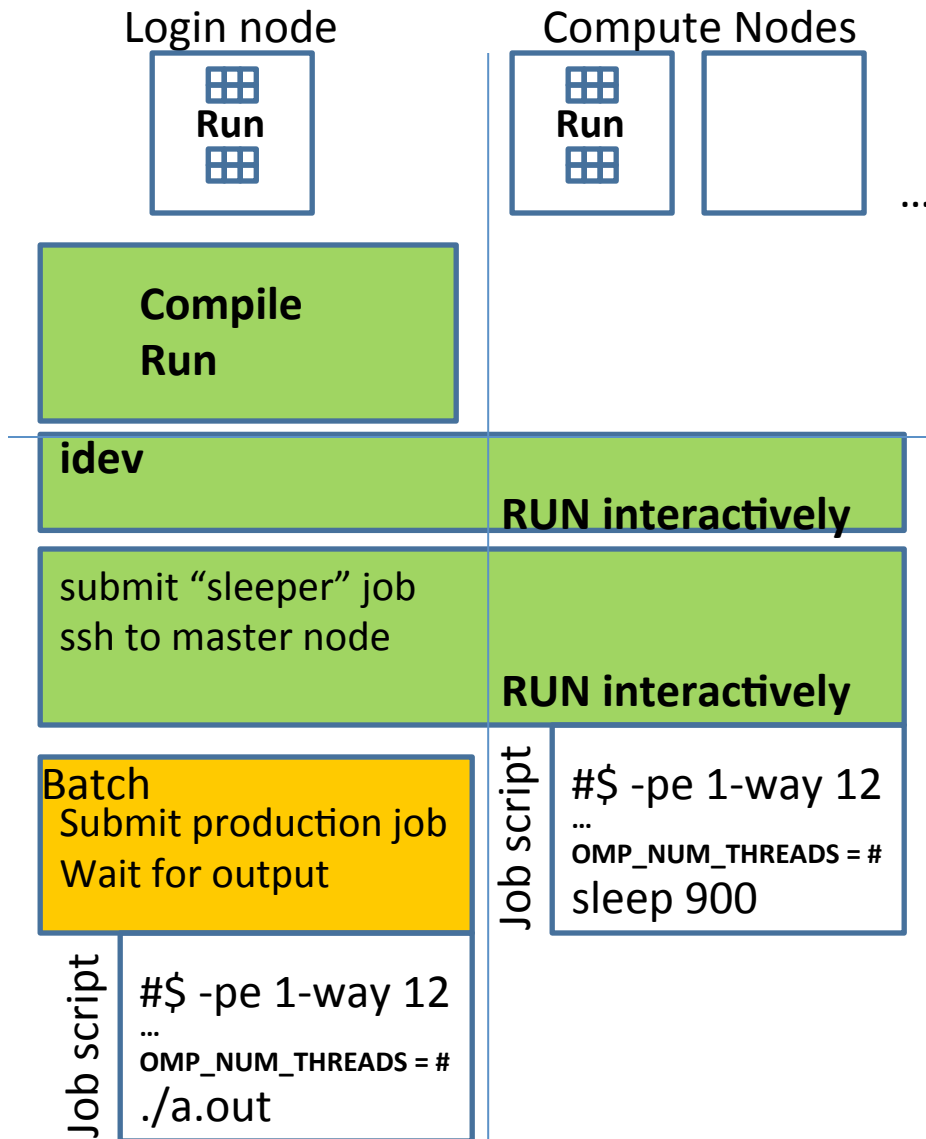 Login node
Compute Nodes
Run
Run
...
Compile
Run
idev
RUN interactively
submit “sleeper” job
ssh to master node
RUN interactively
Job script
#$ -pe 1-way 12
...
OMP_NUM_THREADS = #
sleep 900
Batch
Submit production job
Wait for output
Job script
#$ -pe 1-way 12
...
OMP_NUM_THREADS = #
./a.out